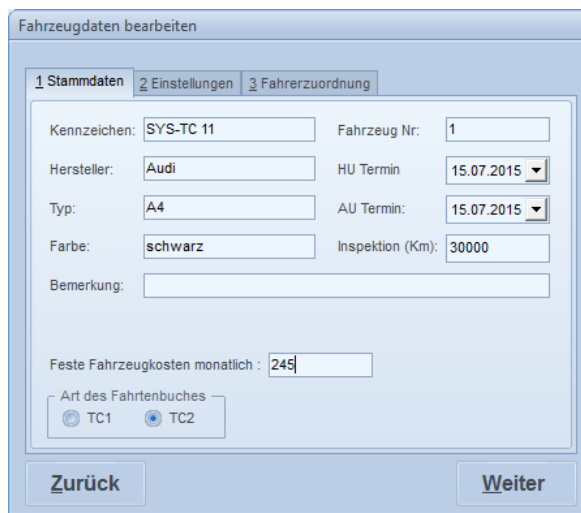 Fahrzeugdaten bearbeiten
1 Stammdaten 2 Einstellungen 3 Fahrerzuordnung
Kennzeichen: SYS-TC 11 Fahrzeug Nr: 1
Hersteller: Audi HU Termin 15.07.2015
Typ: A4 AU Termin: 15.07.2015
Farbe: schwarz Inspektion (Km): 30000
Bemerkung:
Feste Fahrzeugkosten monatlich : 245
Art des Fahrtenbuches
TC1 TC2
Zurück Weiter